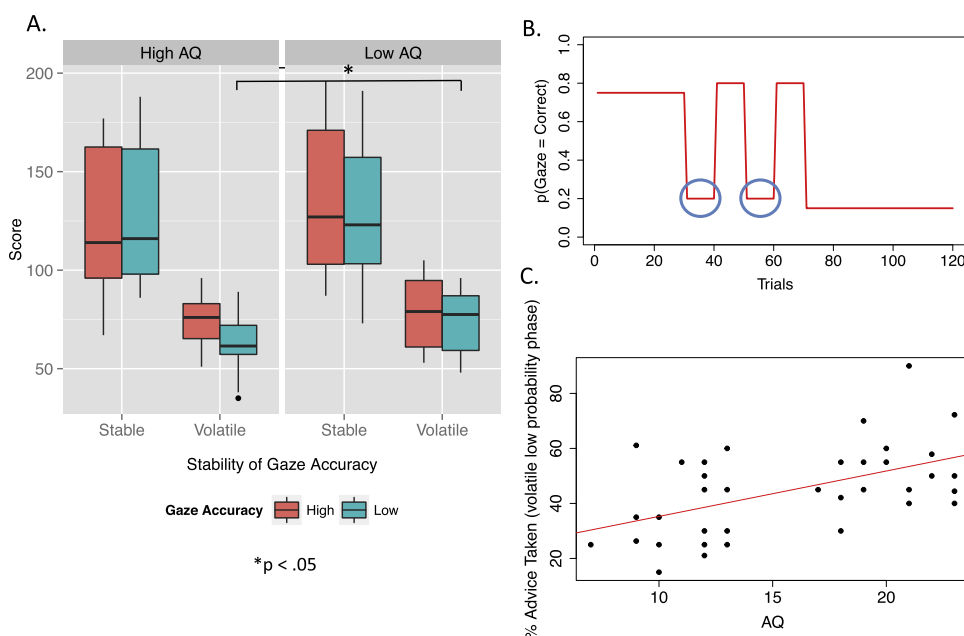 A.
High AQ
Low AQ
*
200
150
100
50
Score
Stable
Volatile
Stable
Volatile
Stability of Gaze Accuracy
Gaze Accuracy High Low
*p < .05
B.
p(Gaze = Correct)
1.0
0.8
0.6
0.4
0.2
0.0
0 20 40 60 80 100 120
Trials
C.
% Advice Taken (volatile low probability phase)
80
60
40
20
10 15 20
AQ